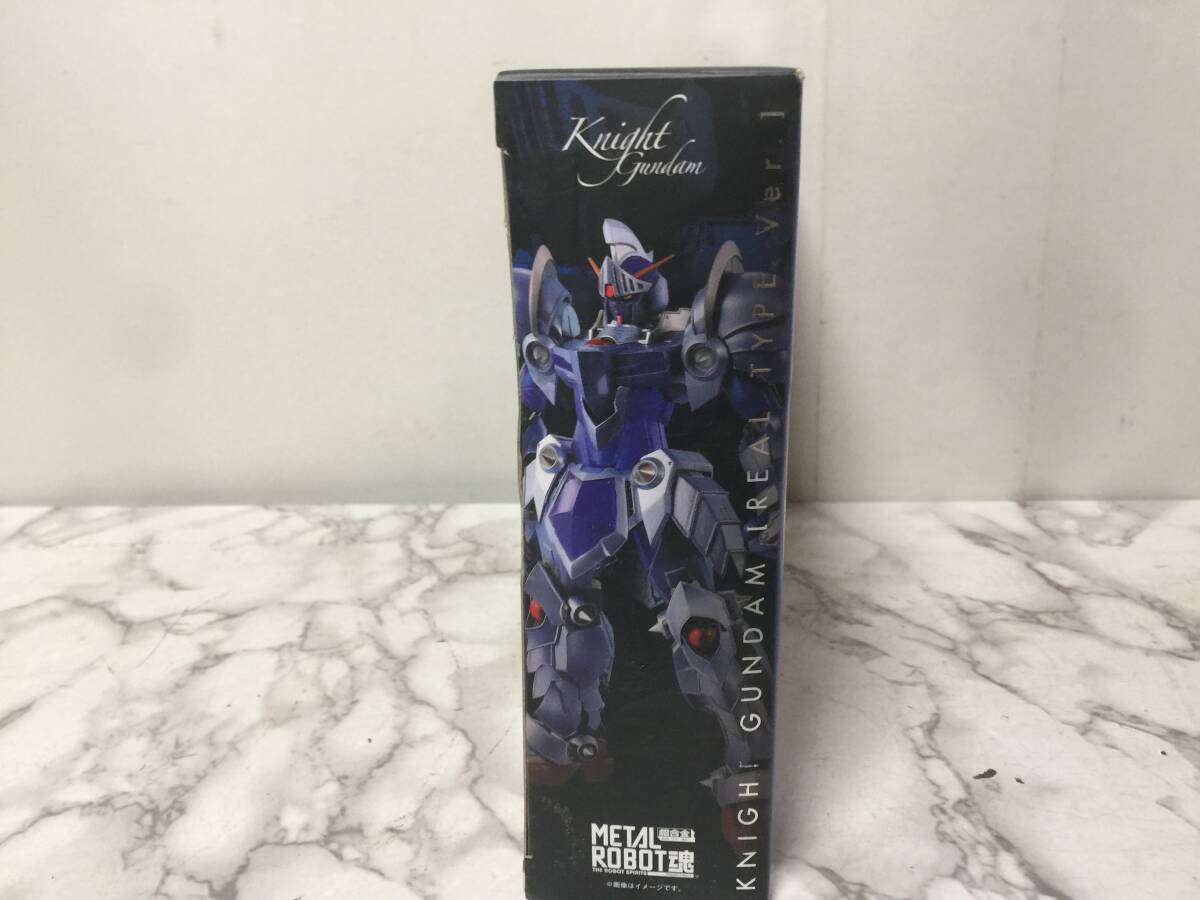 Knight
Gundam
KNIGHT GUNDAM [REAL TYPE Ver.]
METAL 超合金
ROBOT魂
THE ROBOT SPIRITS
※画像はイメージです。